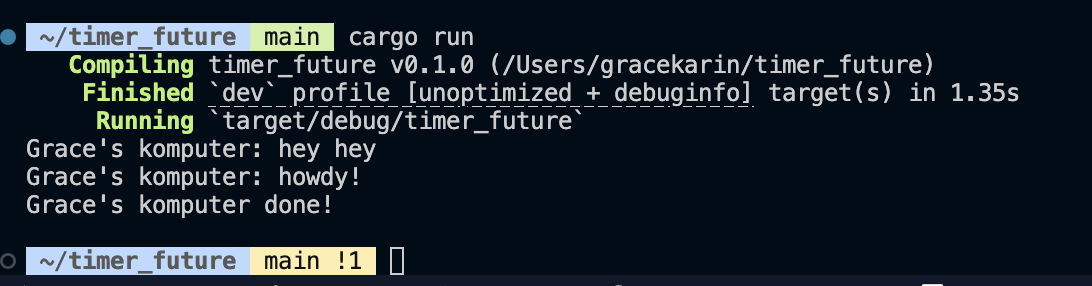 ~/timer_future main cargo run
Compiling timer_future v0.1.0 (/Users/gracekarin/timer_future)
Finished `dev` profile [unoptimized + debuginfo] target(s) in 1.35s
Running `target/debug/timer_future`
Grace's komputer: hey hey
Grace's komputer: howdy!
Grace's komputer done!
~/timer_future main !1